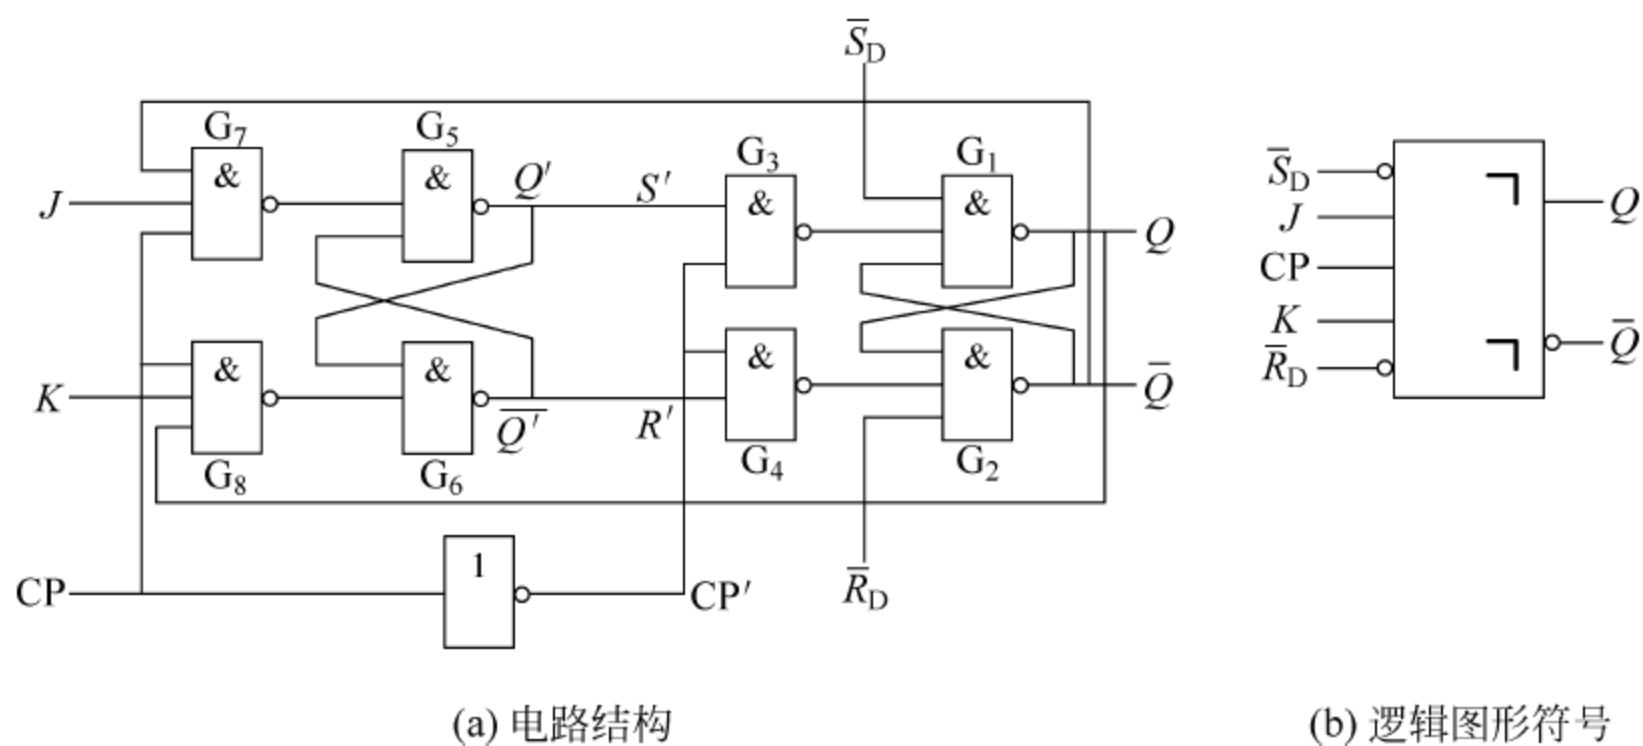 S̅D
G7 & J
G5 & Q′
S′
G3 &
G1 &
Q
K & G8
& G6 Q̅′
R′
& G4
& G2
Q̅
CP
1
CP′
R̅D
(a) 电路结构
S̅D
J
CP
K
R̅D
Q
Q̅
(b) 逻辑图形符号